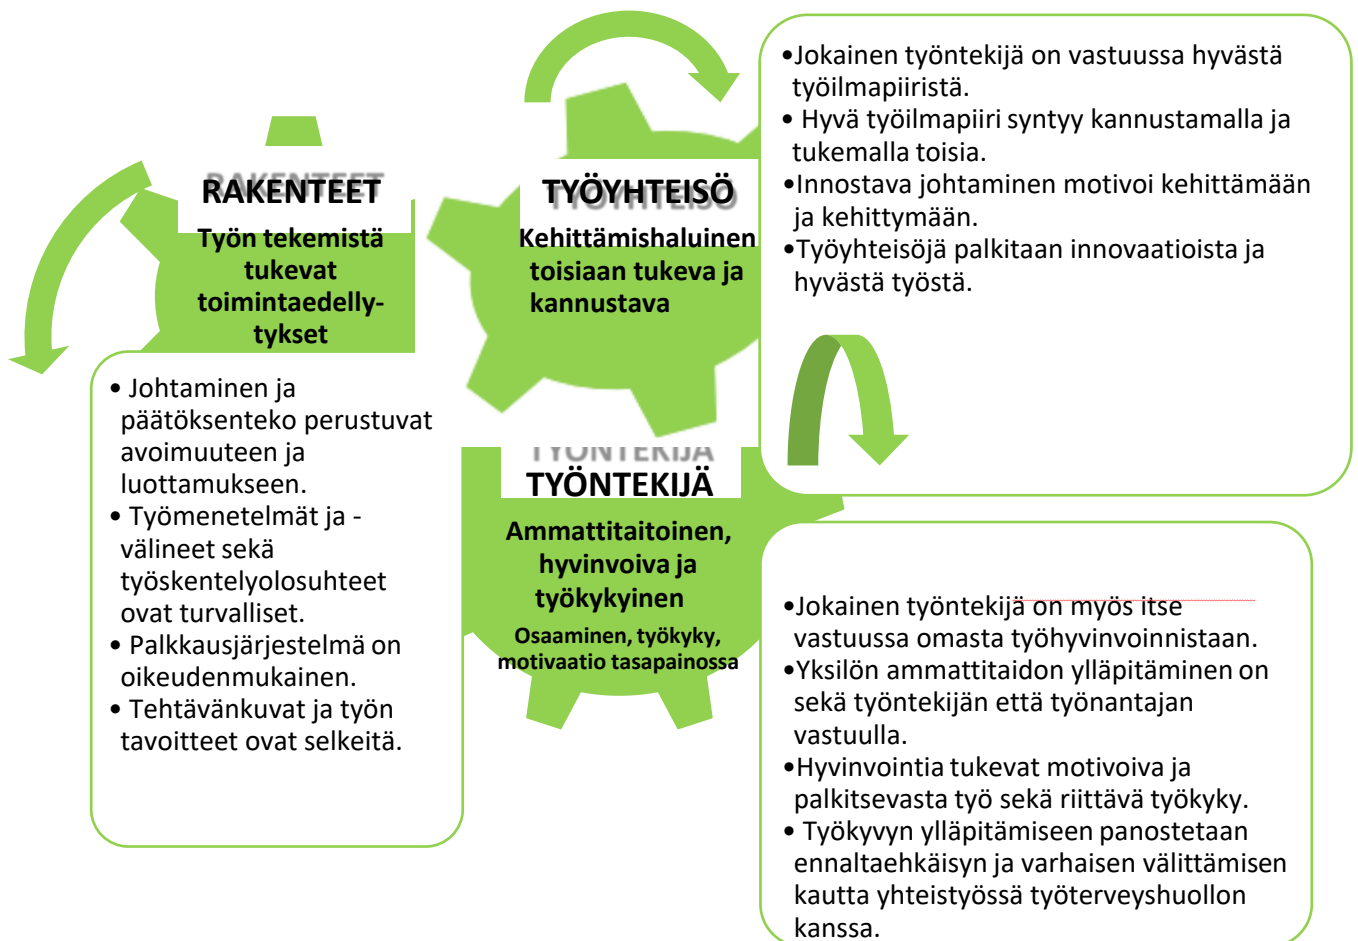 RAKENTEET
Työn tekemistä
tukevat
toimintaedelly-
tykset
• Johtaminen ja
päätöksenteko perustuvat
avoimuuteen ja
luottamukseen.
• Työmenetelmät ja -
välineet sekä
työskentelyolosuhteet
ovat turvalliset.
• Palkkausjärjestelmä on
oikeudenmukainen.
• Tehtävänkuvat ja työn
tavoitteet ovat selkeitä.
TYÖYHTEISÖ
Kehittämishaluinen
toisiaan tukeva ja
kannustava
•Jokainen työntekijä on vastuussa hyvästä
työilmapiiristä.
• Hyvä työilmapiiri syntyy kannustamalla ja
tukemalla toisia.
•Innostava johtaminen motivoi kehittämään
ja kehittymään.
•Työyhteisöjä palkitaan innovaatioista ja
hyvästä työstä.
TYÖNTEKIJÄ
Ammattitaitoinen,
hyvinvoiva ja
työkykyinen
Osaaminen, työkyky,
motivaatio tasapainossa
•Jokainen työntekijä on myös itse
vastuussa omasta työhyvinvoinnistaan.
•Yksilön ammattitaidon ylläpitäminen on
sekä työntekijän että työnantajan
vastuulla.
•Hyvinvointia tukevat motivoiva ja
palkitsevasta työ sekä riittävä työkyky.
• Työkyvyn ylläpitämiseen panostetaan
ennaltaehkäisyn ja varhaisen välittämisen
kautta yhteistyössä työterveyshuollon
kanssa.